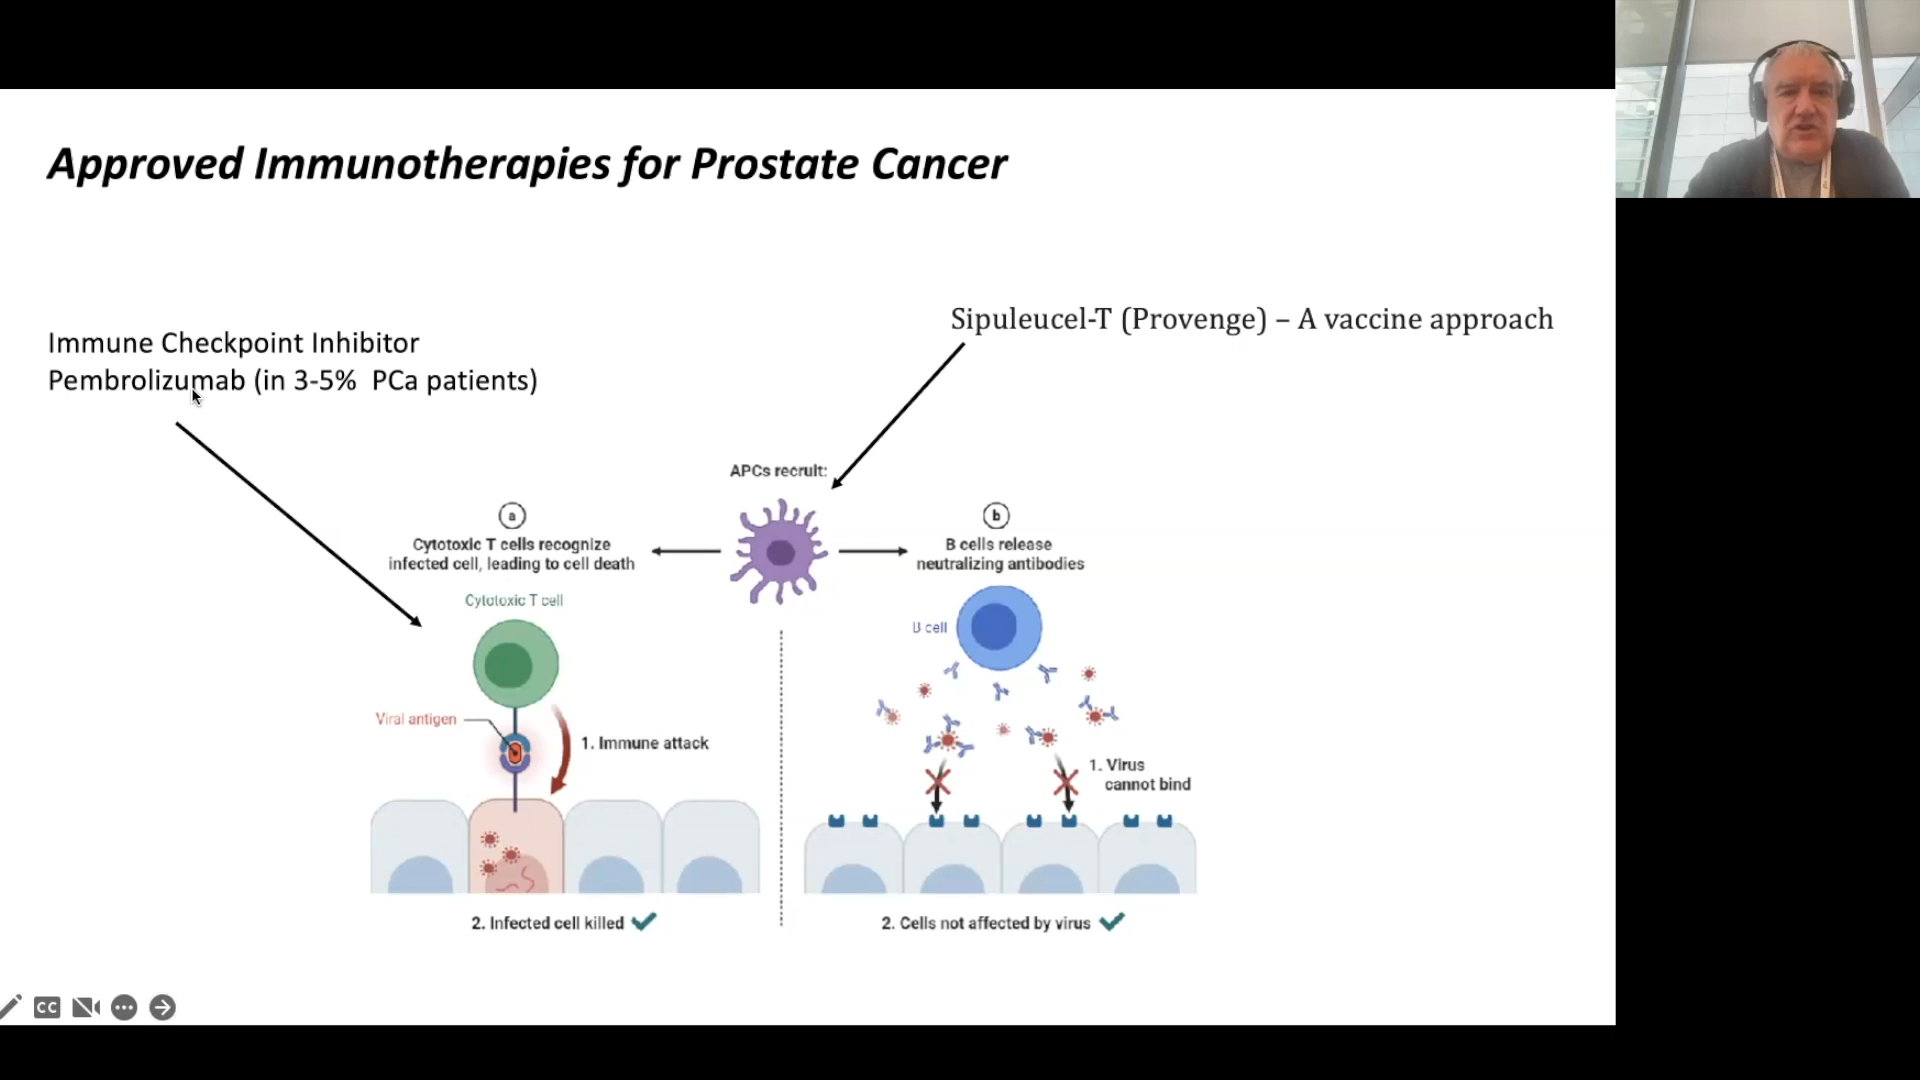 Approved Immunotherapies for Prostate Cancer
Immune Checkpoint Inhibitor
Pembrolizumab (in 3-5% PCa patients)
Sipuleucel-T (Provenge) – A vaccine approach
APCs recruit:
a
Cytotoxic T cells recognize
infected cell, leading to cell death
Cytotoxic T cell
Viral antigen
1. Immune attack
2. Infected cell killed
b
B cells release
neutralizing antibodies
B cell
1. Virus
cannot bind
2. Cells not affected by virus
CC